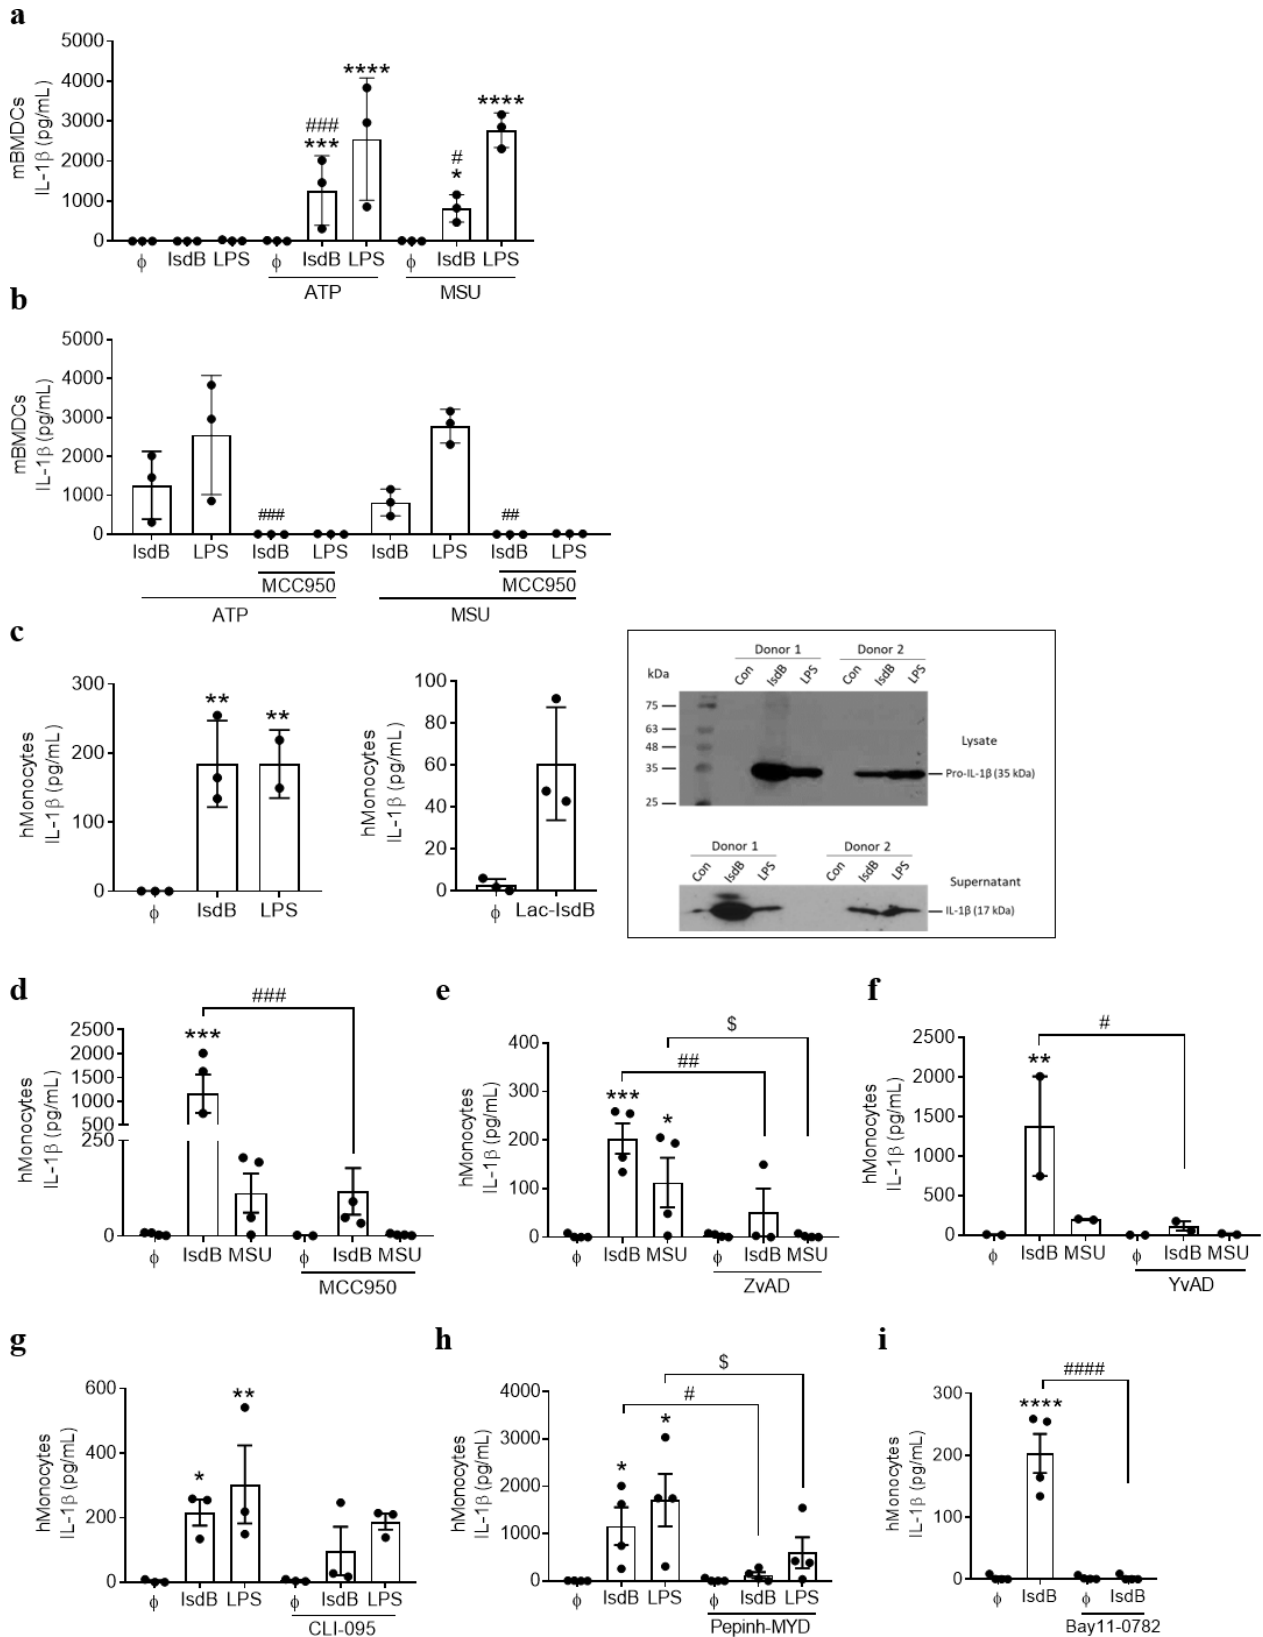 a
mBMDCs
IL-1β (pg/mL)
5000
4000
3000
2000
1000
0
###
***
****
#
*
****
ϕ IsdB LPS ϕ IsdB LPS ϕ IsdB LPS
ATP MSU
b
mBMDCs
IL-1β (pg/mL)
5000
4000
3000
2000
1000
0
### ##
IsdB LPS IsdB LPS IsdB LPS IsdB LPS
MCC950 MCC950
ATP MSU
c
hMonocytes
IL-1β (pg/mL)
300
200
100
0
** **
ϕ IsdB LPS
hMonocytes
IL-1β (pg/mL)
100
80
60
40
20
0
ϕ Lac-IsdB
Donor 1 Donor 2
kDa Con IsdB LPS Con IsdB LPS
75
63
48
35
25
Lysate
Pro-IL-1β (35 kDa)
Donor 1 Donor 2
Con IsdB LPS Con IsdB LPS
Supernatant
IL-1β (17 kDa)
d
hMonocytes
IL-1β (pg/mL)
2500
2000
1500
1000
500
250
0
###
***
ϕ IsdB MSU ϕ IsdB MSU
MCC950
e
hMonocytes
IL-1β (pg/mL)
400
300
200
100
0
$
##
***
*
ϕ IsdB MSU ϕ IsdB MSU
ZvAD
f
hMonocytes
IL-1β (pg/mL)
2500
2000
1500
1000
500
0
#
**
ϕ IsdB MSU ϕ IsdB MSU
YvAD
g
hMonocytes
IL-1β (pg/mL)
600
400
200
0
*
**
ϕ IsdB LPS ϕ IsdB LPS
CLI-095
h
hMonocytes
IL-1β (pg/mL)
4000
3000
2000
1000
0
$
#
*
*
ϕ IsdB LPS ϕ IsdB LPS
Pepinh-MYD
i
hMonocytes
IL-1β (pg/mL)
300
200
100
0
####
****
ϕ IsdB ϕ IsdB
Bay11-0782